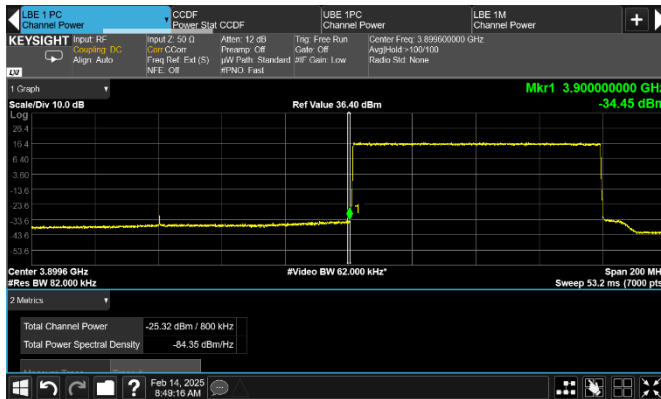 LBE 1 PC
Channel Power
CCDF
Power Stat CCDF
UBE 1PC
Channel Power
LBE 1M
Channel Power
+
KEYSIGHT
Input: RF
Coupling: DC
Align: Auto
Input Z: 50 Ω
Corr CCorr
Freq Ref: Ext (S)
NFE: Off
Atten: 12 dB
Preamp: Off
µW Path: Standard
#PNO: Fast
Trig: Free Run
Gate: Off
#IF Gain: Low
Center Freq: 3.899600000 GHz
Avg|Hold:>100/100
Radio Std: None
1 Graph
Scale/Div 10.0 dB
Ref Value 36.40 dBm
Mkr1 3.900000000 GHz
-34.45 dBm
Log
26.4
16.4
6.40
-3.60
-13.6
-23.6
-33.6
-43.6
-53.6
1
Center 3.8996 GHz
#Res BW 82.000 kHz
#Video BW 62.000 kHz*
Span 200 MH
Sweep 53.2 ms (7000 pts
2 Metrics
Total Channel Power
-25.32 dBm / 800 kHz
Total Power Spectral Density
-84.35 dBm/Hz
?
Feb 14, 2025
8:49:16 AM